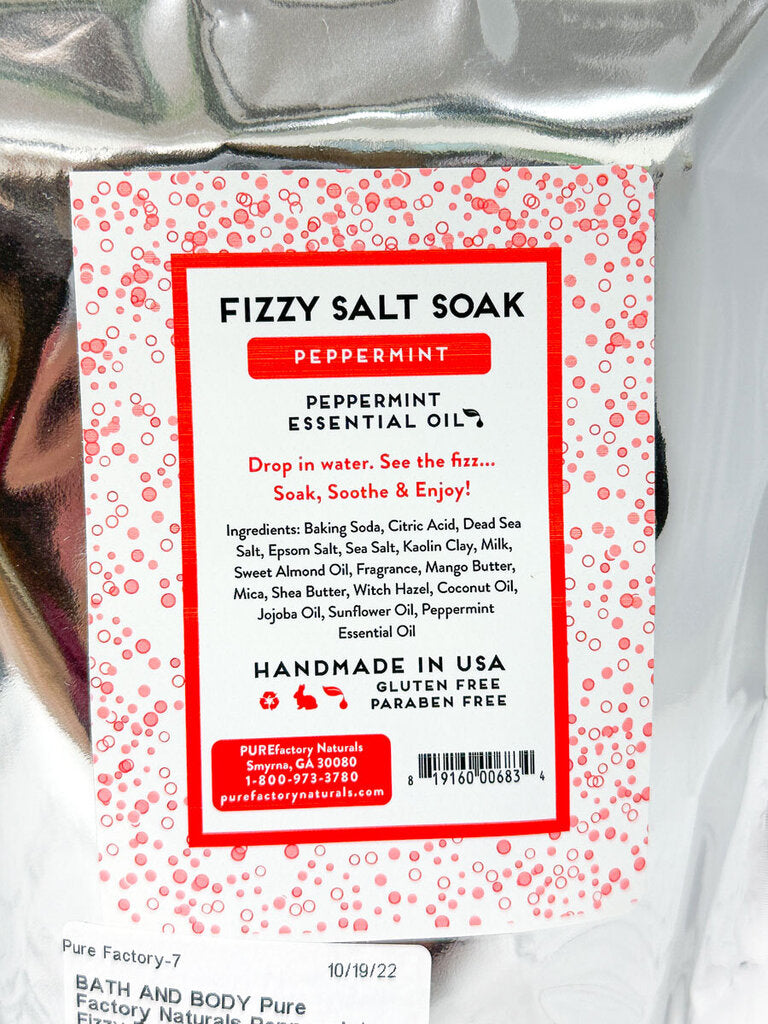 FIZZY SALT SOAK
PEPPERMINT
PEPPERMINT
ESSENTIAL OIL
Drop in water. See the fizz...
Soak, Soothe & Enjoy!
Ingredients: Baking Soda, Citric Acid, Dead Sea
Salt, Epsom Salt, Sea Salt, Kaolin Clay, Milk,
Sweet Almond Oil, Fragrance, Mango Butter,
Mica, Shea Butter, Witch Hazel, Coconut Oil,
Jojoba Oil, Sunflower Oil, Peppermint
Essential Oil
HANDMADE IN USA
GLUTEN FREE
PARABEN FREE
PUREfactory Naturals
Smyrna, GA 30080
1-800-973-3780
purefactorynaturals.com
8 19160 00683 4
Pure Factory-7 10/19/22
BATH AND BODY Pure
Factory Naturals